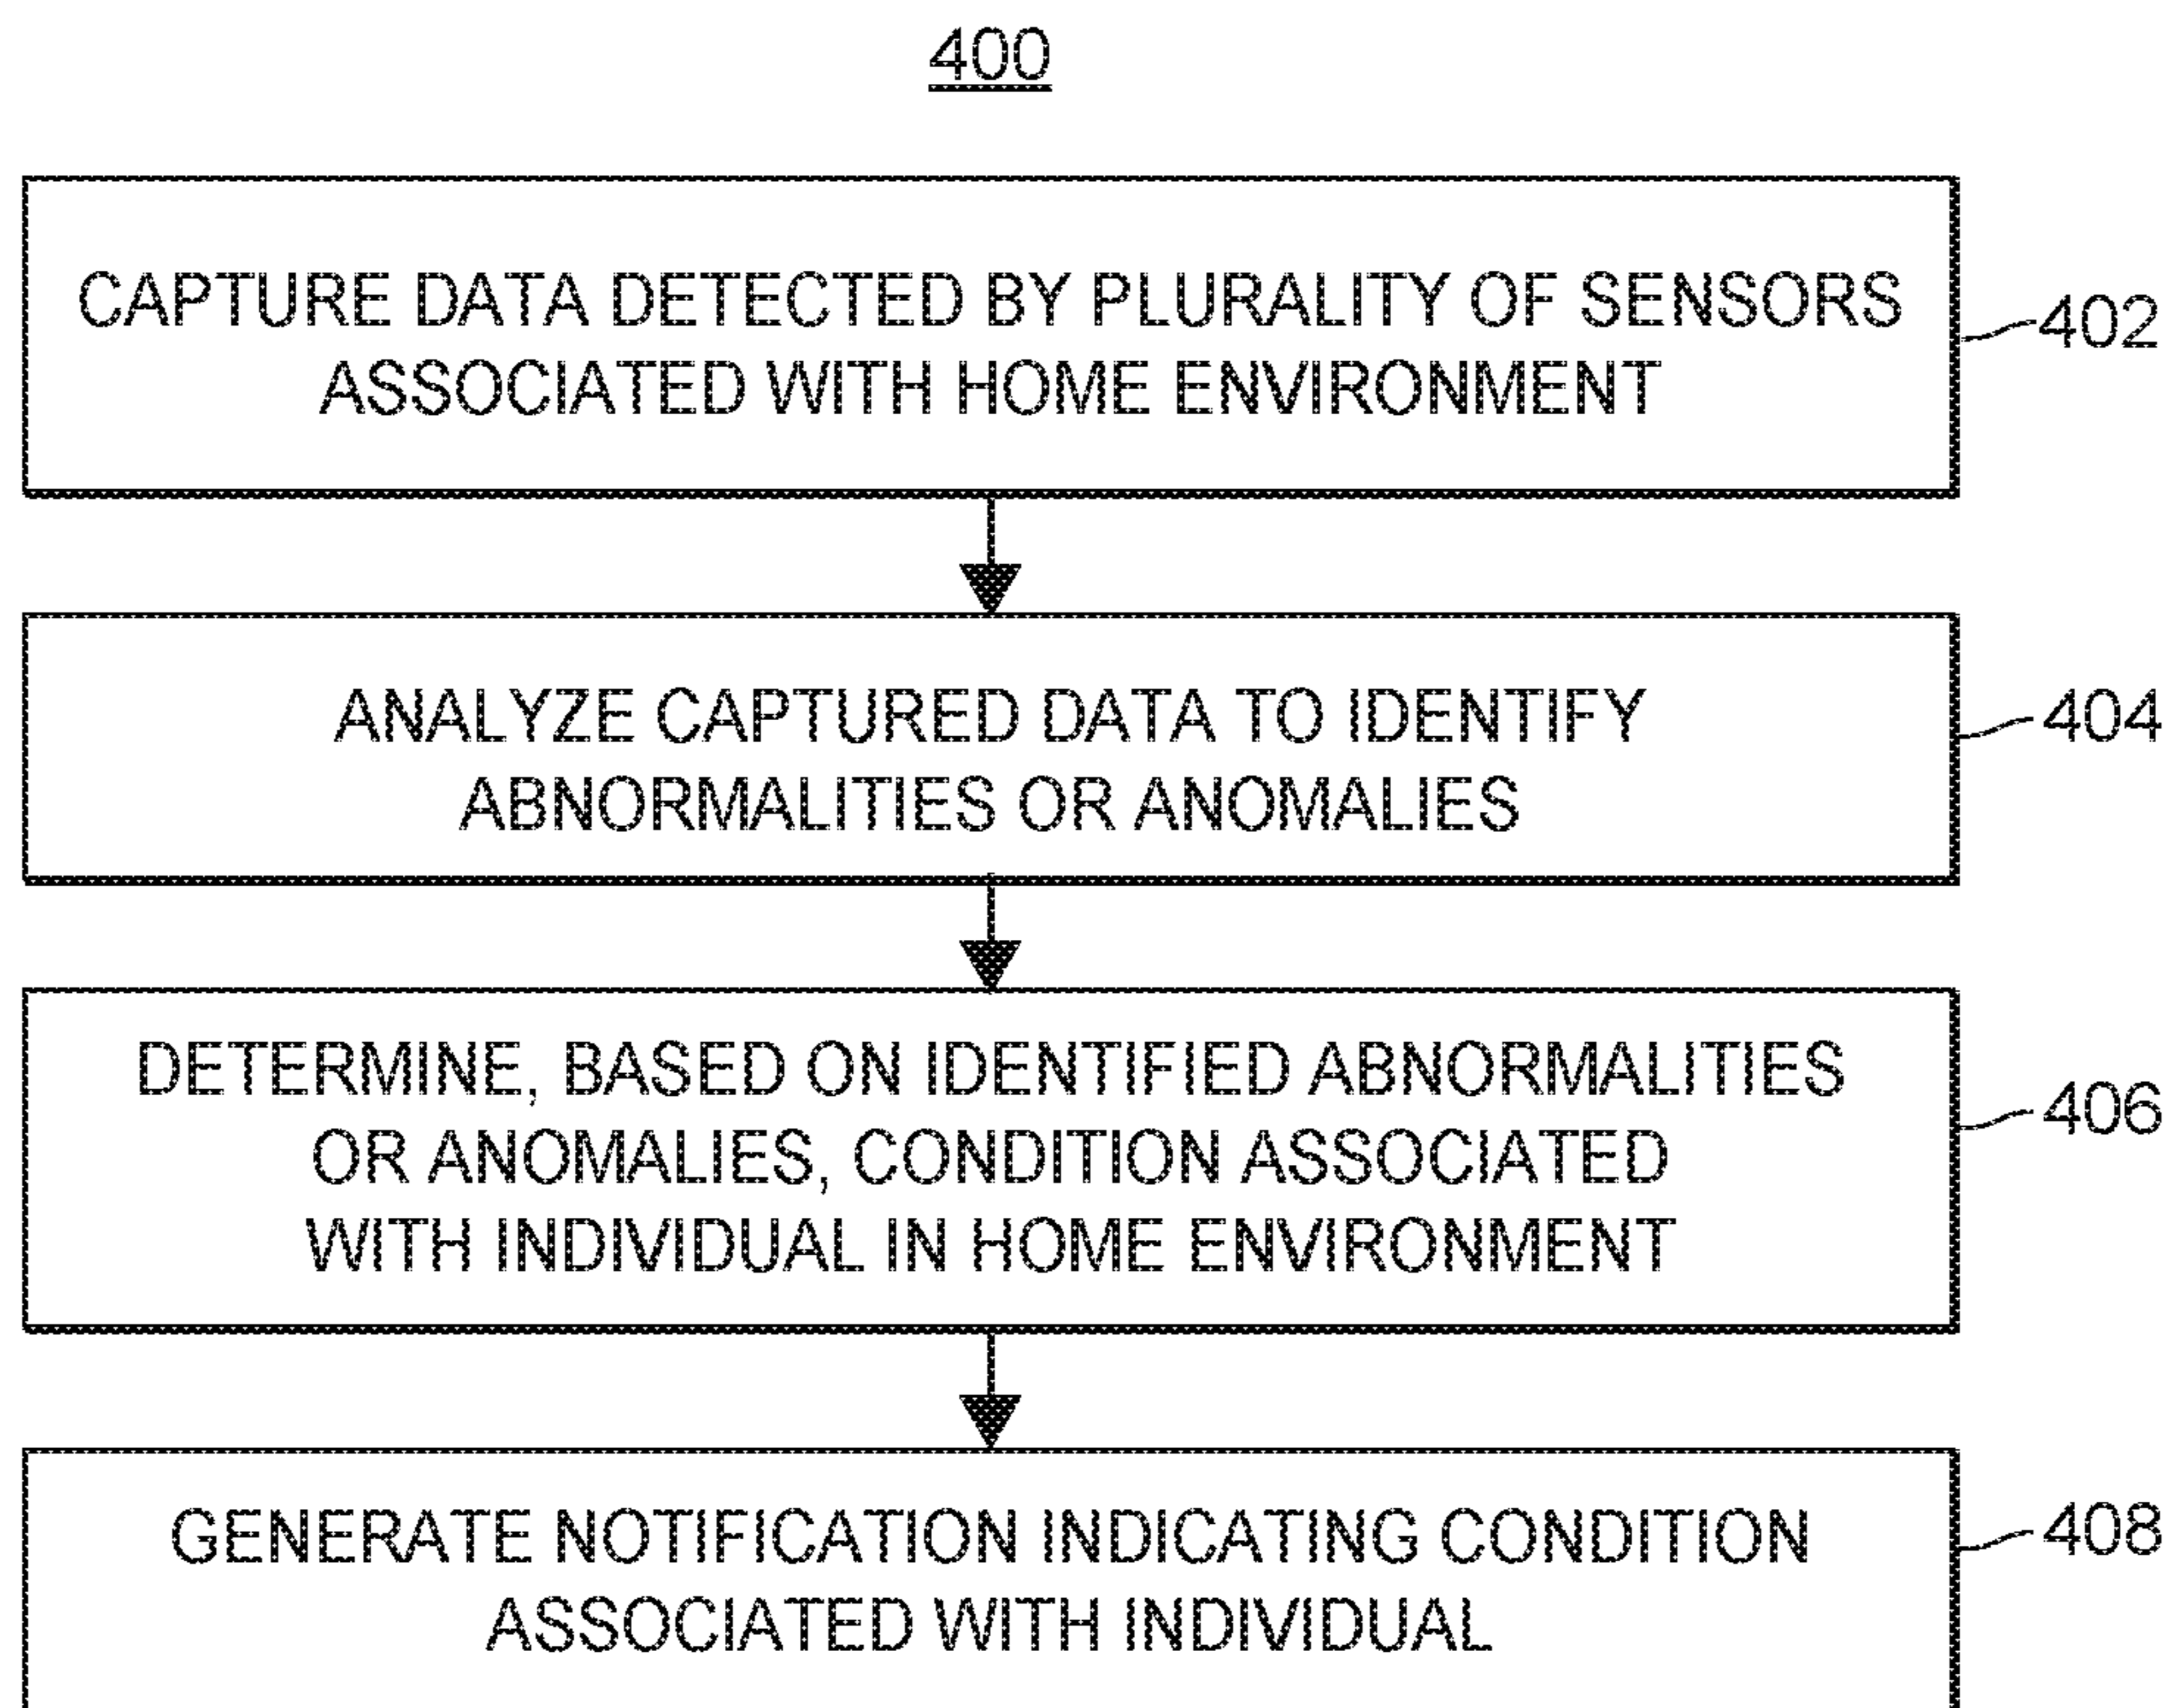 400
CAPTURE DATA DETECTED BY PLURALITY OF SENSORS
ASSOCIATED WITH HOME ENVIRONMENT
402
ANALYZE CAPTURED DATA TO IDENTIFY
ABNORMALITIES OR ANOMALIES
404
DETERMINE, BASED ON IDENTIFIED ABNORMALITIES
OR ANOMALIES, CONDITION ASSOCIATED
WITH INDIVIDUAL IN HOME ENVIRONMENT
406
GENERATE NOTIFICATION INDICATING CONDITION
ASSOCIATED WITH INDIVIDUAL
408